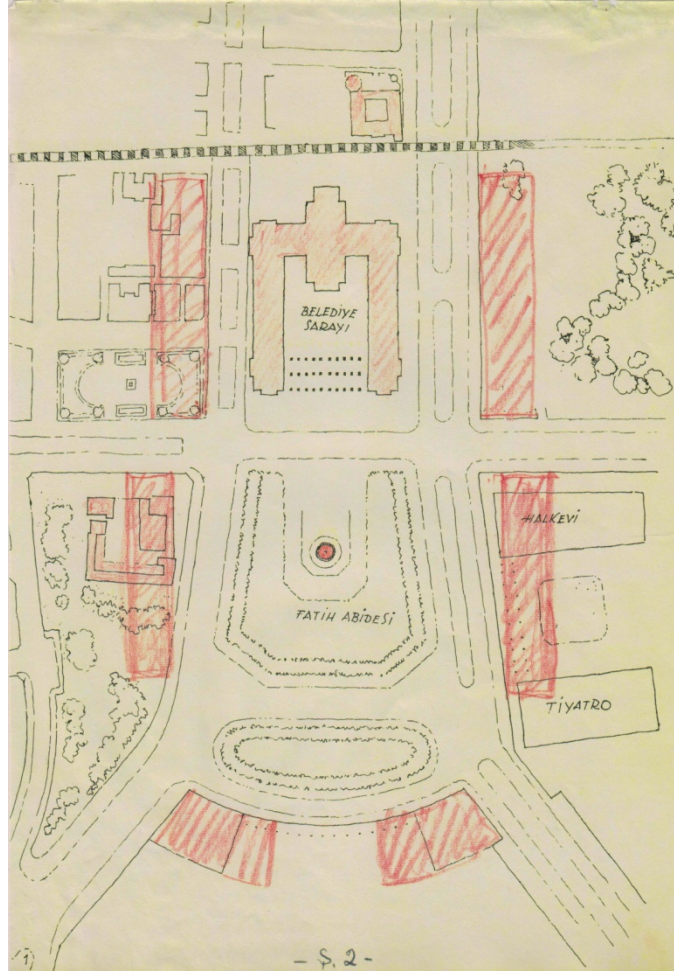 BELEDİYE
SARAYI
HALKEVİ
FATİH ABİDESİ
TİYATRO
1
- Ş. 2 -